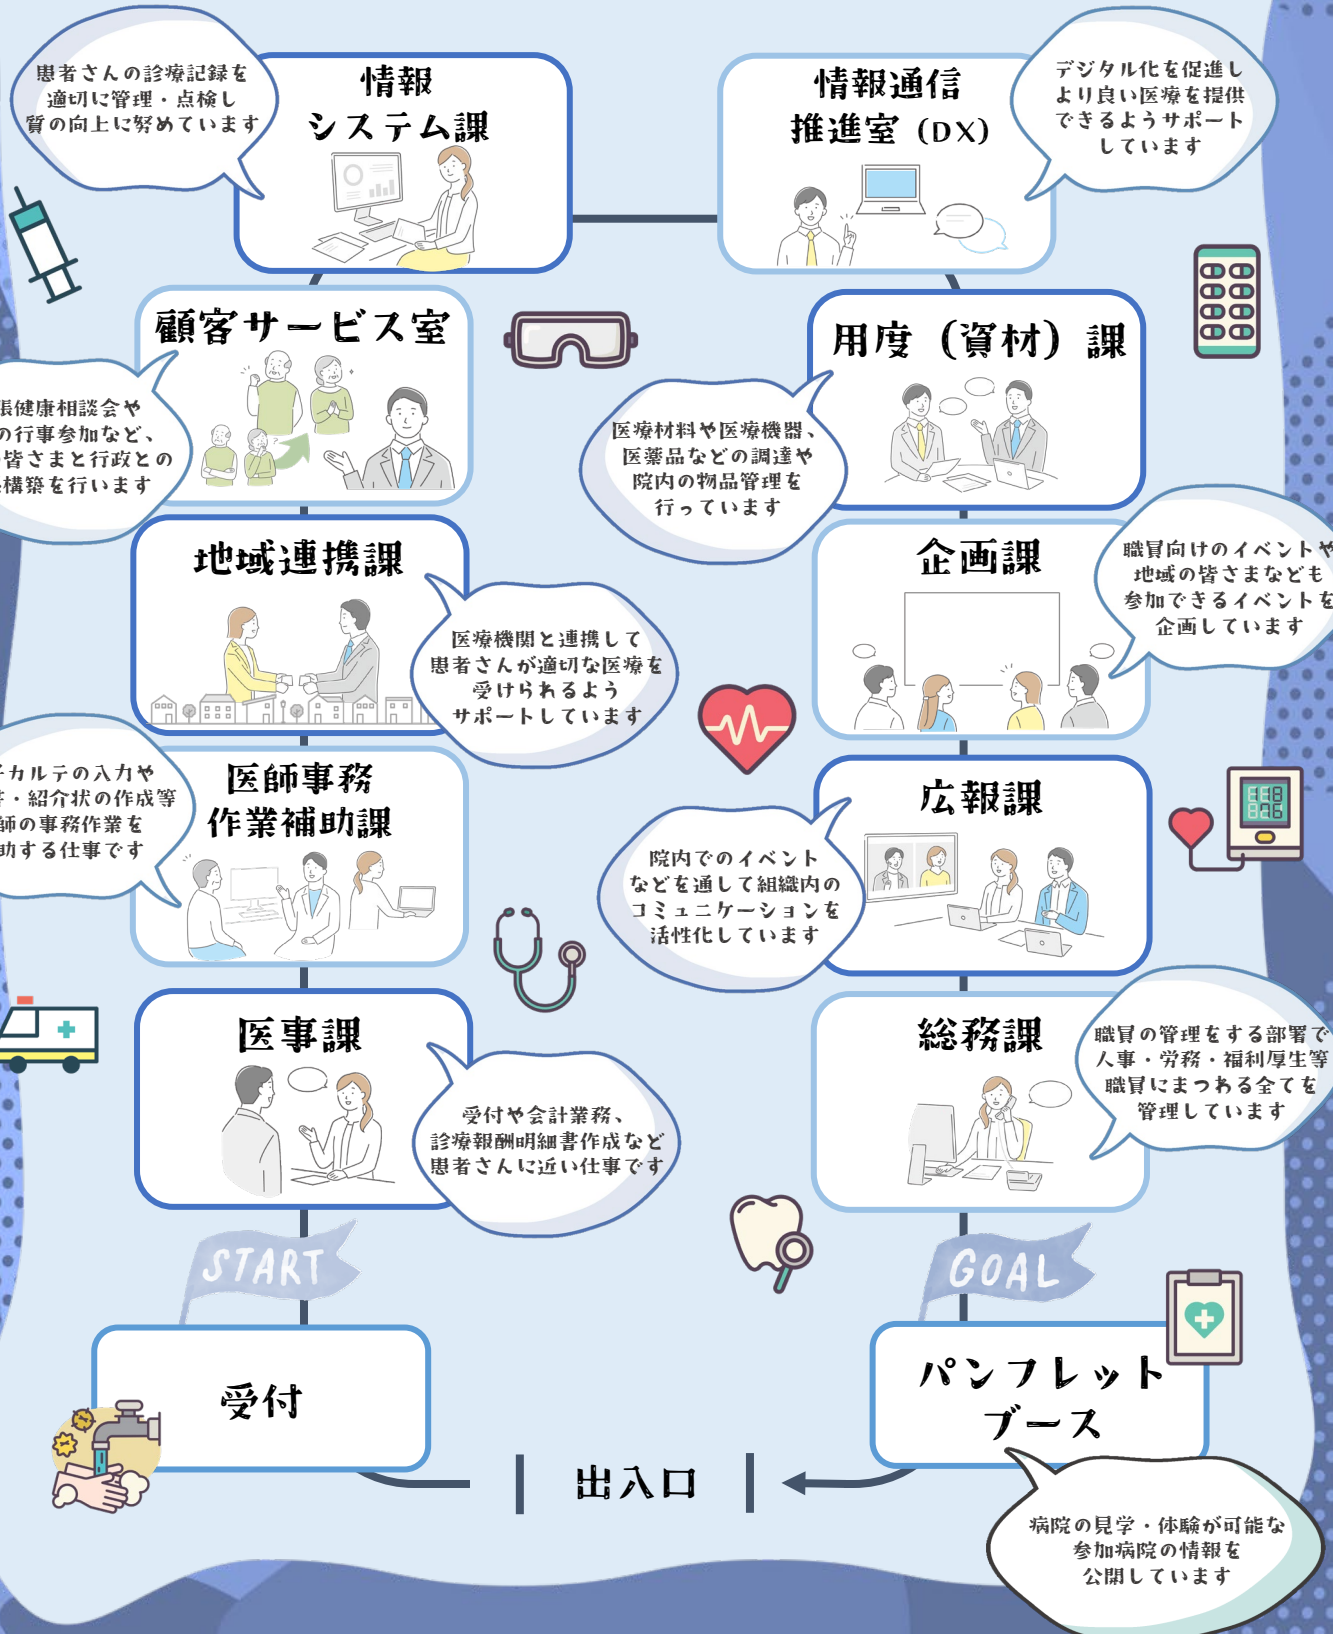 患者さんの診療記録を
適切に管理・点検し
質の向上に努めています
情報
システム課
情報通信
推進室（DX）
デジタル化を促進し
より良い医療を提供
できるようサポート
しています
顧客サービス室
張健康相談会や
の行事参加など、
皆さまと行政との
構築を行います
用度（資材）課
医療材料や医療機器、
医薬品などの調達や
院内の物品管理を
行っています
地域連携課
医療機関と連携して
患者さんが適切な医療を
受けられるよう
サポートしています
企画課
職員向けのイベントや
地域の皆さまなども
参加できるイベントを
企画しています
医師事務
作業補助課
カルテの入力や
・紹介状の作成等
師の事務作業を
助する仕事です
広報課
院内でのイベント
などを通して組織内の
コミュニケーションを
活性化しています
医事課
受付や会計業務、
診療報酬明細書作成など
患者さんに近い仕事です
総務課
職員の管理をする部署で
人事・労務・福利厚生等
職員にまつわる全てを
管理しています
START
GOAL
受付
パンフレット
ブース
出入口
病院の見学・体験が可能な
参加病院の情報を
公開しています